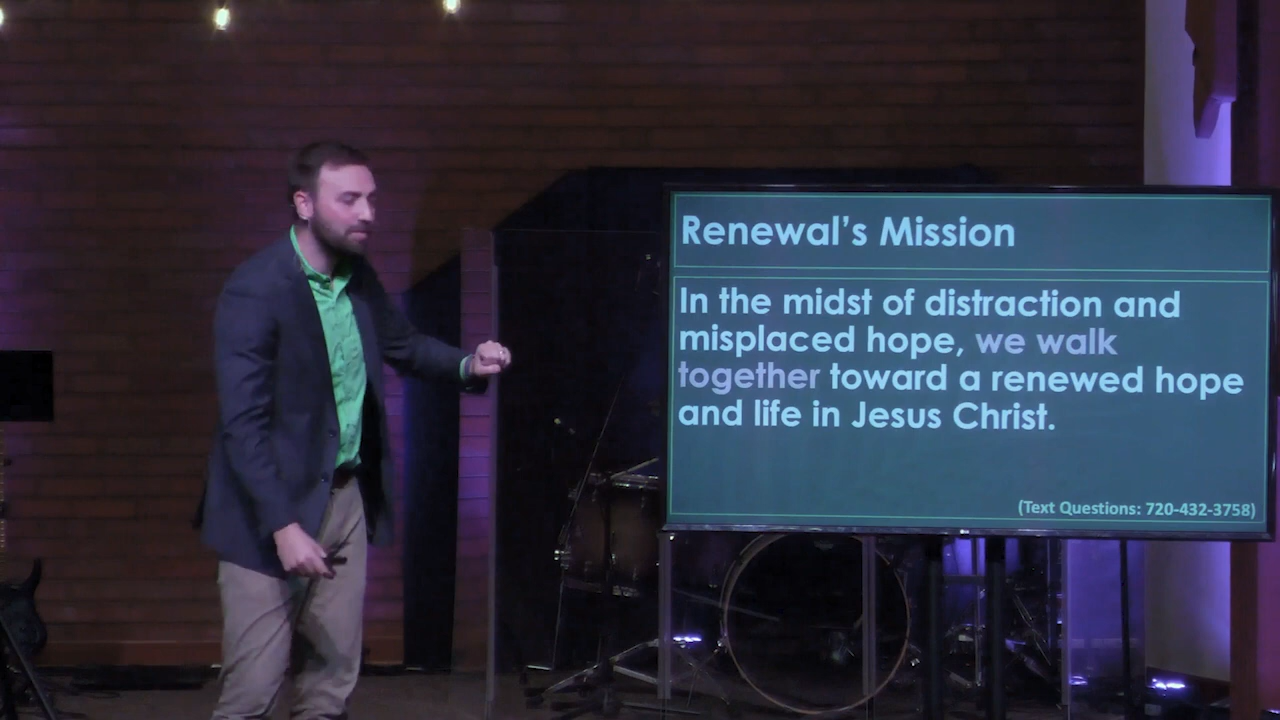 Renewal’s Mission
In the midst of distraction and
misplaced hope, we walk
together toward a renewed hope
and life in Jesus Christ.
(Text Questions: 720-432-3758)